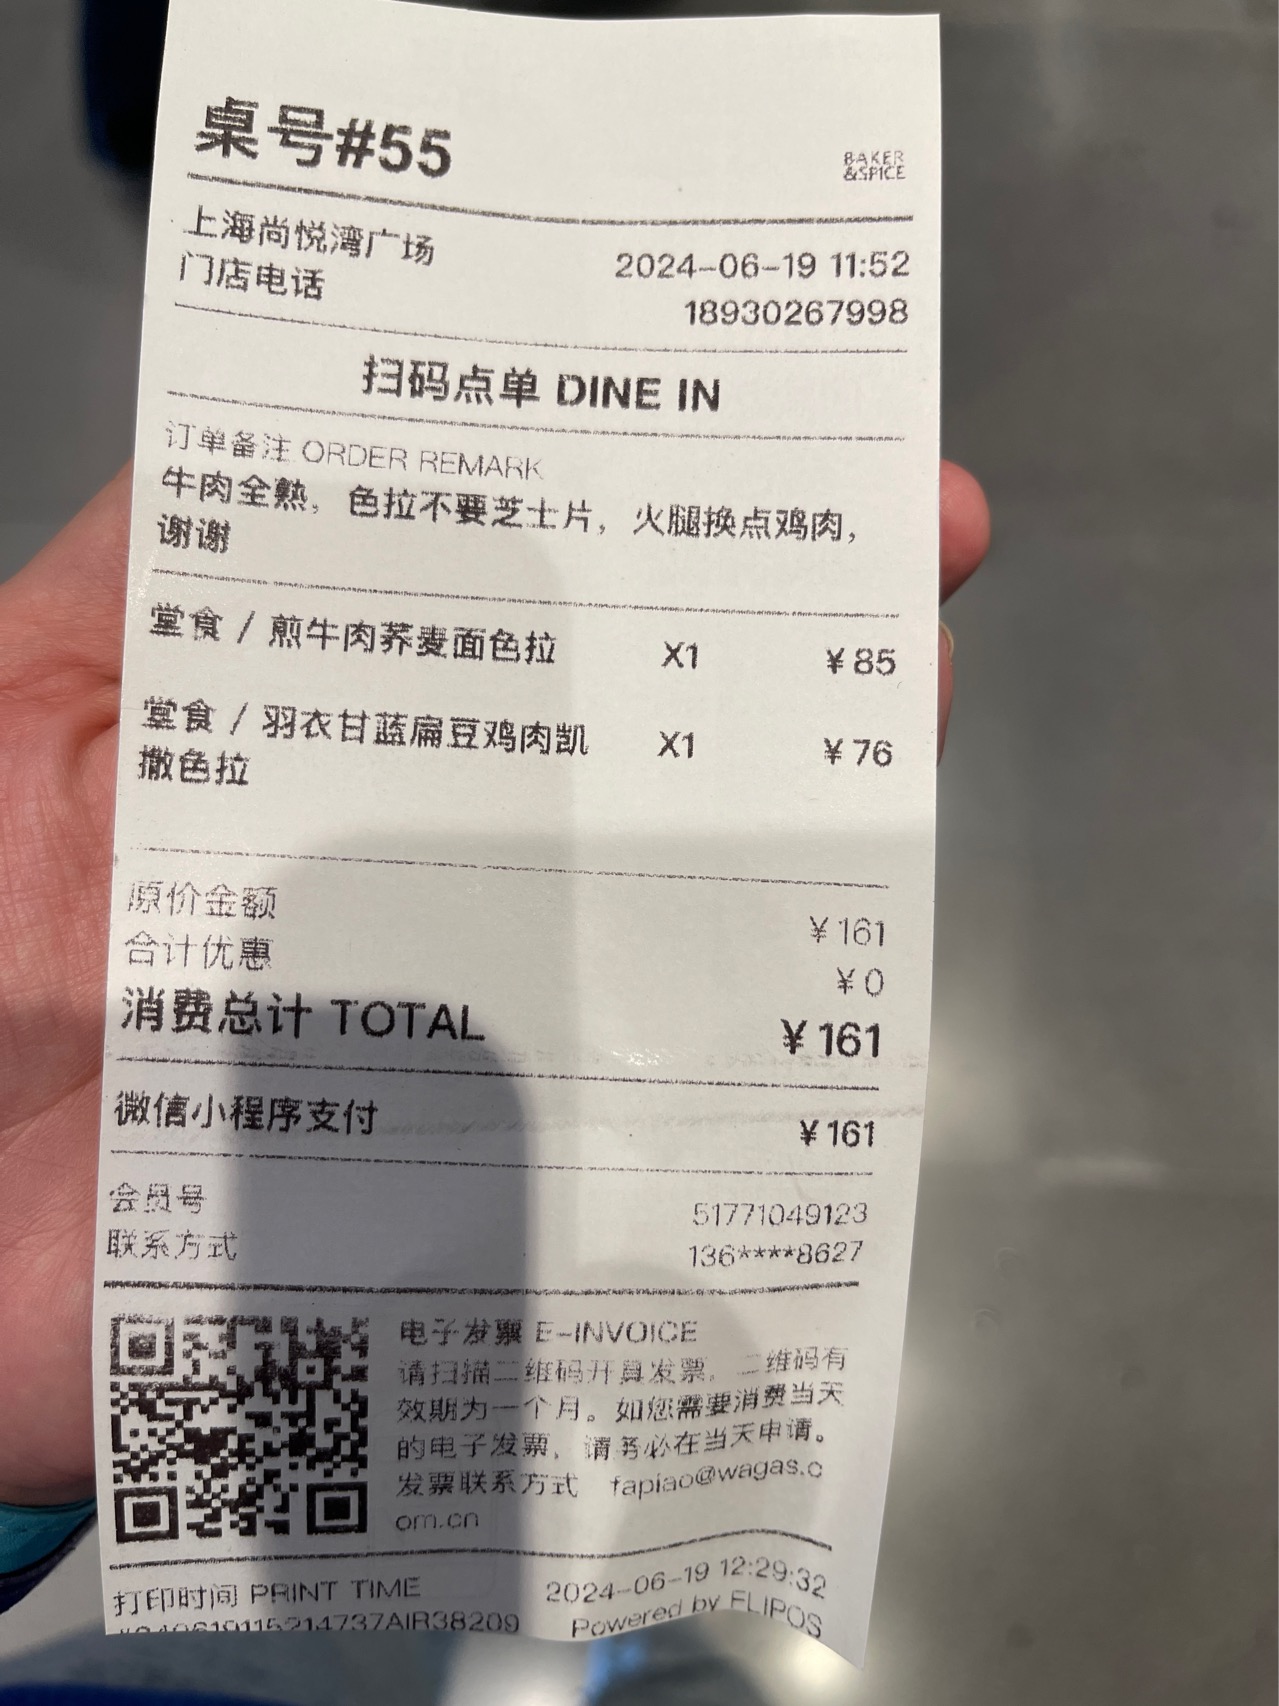 桌号#55
BAKER
&SPICE
上海尚悦湾广场 2024-06-19 11:52
门店电话 18930267998
扫码点单 DINE IN
订单备注 ORDER REMARK
牛肉全熟，色拉不要芝士片，火腿换点鸡肉，
谢谢
堂食 / 煎牛肉荞麦面色拉 X1 ¥85
堂食 / 羽衣甘蓝扁豆鸡肉凯 X1 ¥76
撒色拉
原价金额 ¥161
合计优惠 ¥0
消费总计 TOTAL ¥161
微信小程序支付 ¥161
会员号 51771049123
联系方式 136****8627
电子发票 E-INVOICE
请扫描二维码开具发票，二维码有
效期为一个月。如您需要消费当天
的电子发票，请务必在当天申请。
发票联系方式 fapiao@wagas.c
om.cn
打印时间 PRINT TIME 2024-06-19 12:29:32
#240619115214737AIR38209 Powered by FLIPOS